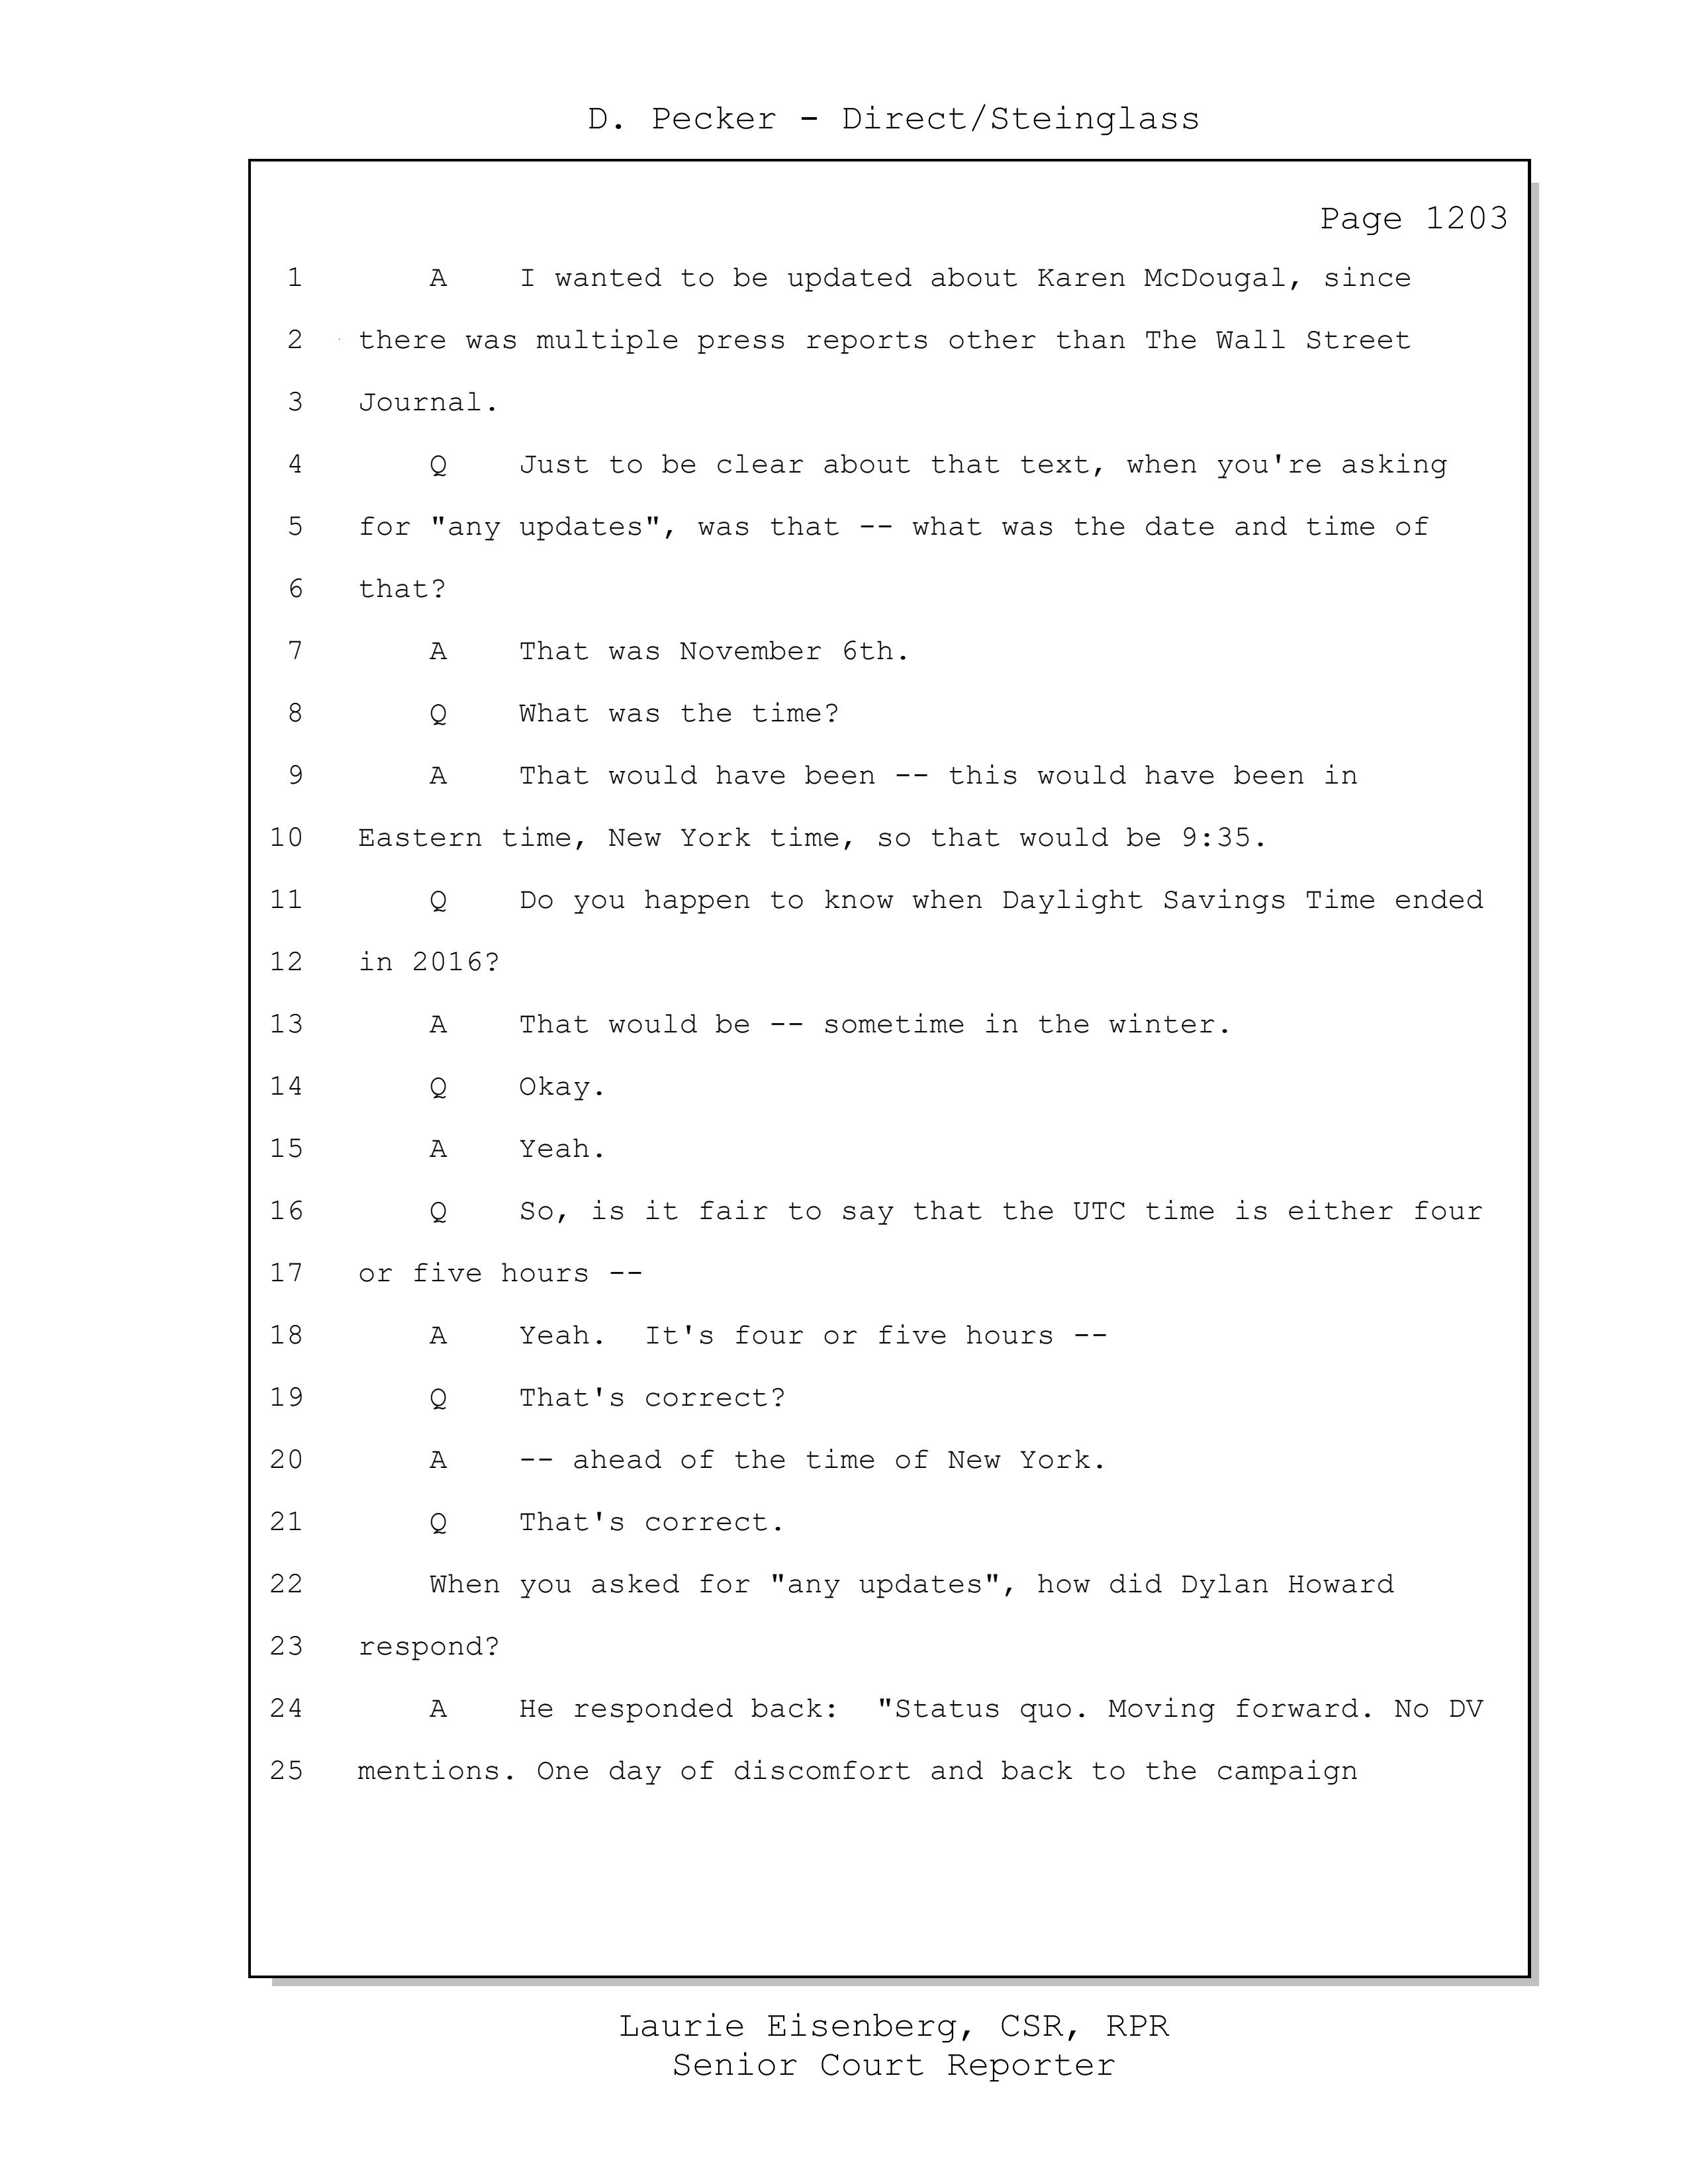 D. Pecker - Direct/Steinglass
Page 1203
1 A I wanted to be updated about Karen McDougal, since
2 there was multiple press reports other than The Wall Street
3 Journal.
4 Q Just to be clear about that text, when you're asking
5 for "any updates", was that -- what was the date and time of
6 that?
7 A That was November 6th.
8 Q What was the time?
9 A That would have been -- this would have been in
10 Eastern time, New York time, so that would be 9:35.
11 Q Do you happen to know when Daylight Savings Time ended
12 in 2016?
13 A That would be -- sometime in the winter.
14 Q Okay.
15 A Yeah.
16 Q So, is it fair to say that the UTC time is either four
17 or five hours --
18 A Yeah. It's four or five hours --
19 Q That's correct?
20 A -- ahead of the time of New York.
21 Q That's correct.
22 When you asked for "any updates", how did Dylan Howard
23 respond?
24 A He responded back: "Status quo. Moving forward. No DV
25 mentions. One day of discomfort and back to the campaign
Laurie Eisenberg, CSR, RPR
Senior Court Reporter